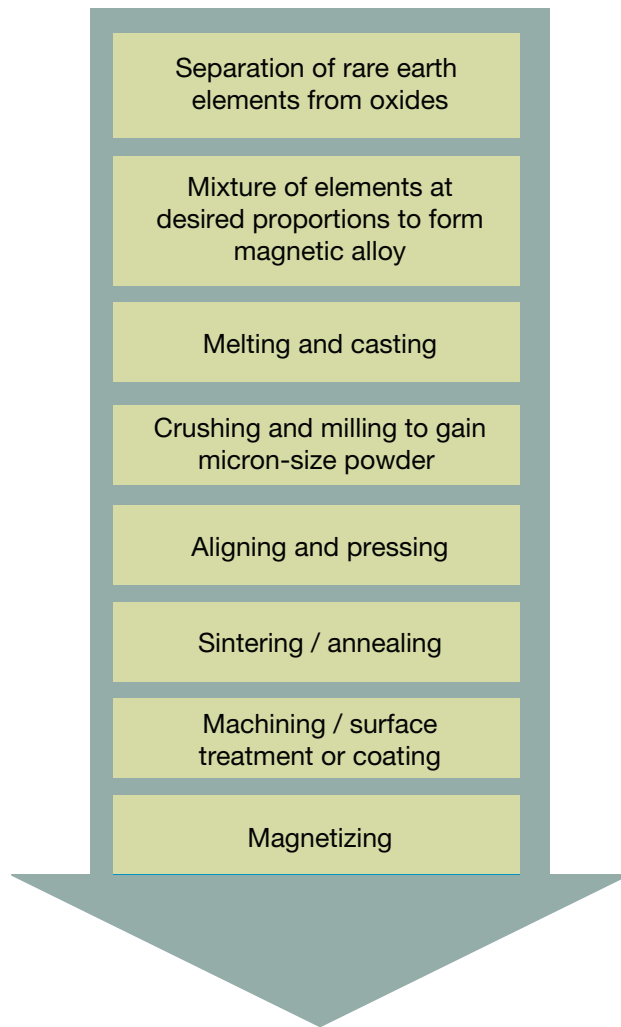 Separation of rare earth
elements from oxides
Mixture of elements at
desired proportions to form
magnetic alloy
Melting and casting
Crushing and milling to gain
micron-size powder
Aligning and pressing
Sintering / annealing
Machining / surface
treatment or coating
Magnetizing